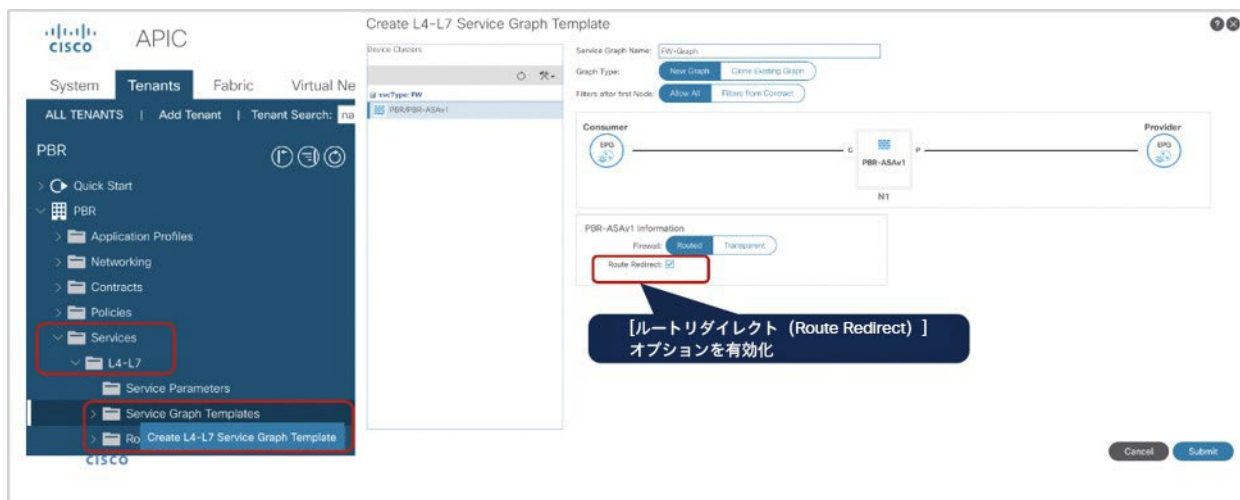 CISCO
APIC
System Tenants Fabric Virtual Ne
ALL TENANTS | Add Tenant | Tenant Search: na
PBR
Quick Start
PBR
Application Profiles
Networking
Contracts
Policies
Services
L4-L7
Service Parameters
Service Graph Templates
Ro
Create L4-L7 Service Graph Template
CISCO
Create L4-L7 Service Graph Template
Device Clusters
svcType: FW
PBR/PBR-ASAv1
Service Graph Name: FW-Graph
Graph Type: New Graph Clone Existing Graph
Filters after first Node: Allow All Filters from Contract
Consumer
EPG
C
PBR-ASAv1
P
N1
Provider
EPG
PBR-ASAv1 Information
Firewall: Routed Transparent
Route Redirect:
[ルートリダイレクト（Route Redirect）]
オプションを有効化
Cancel Submit